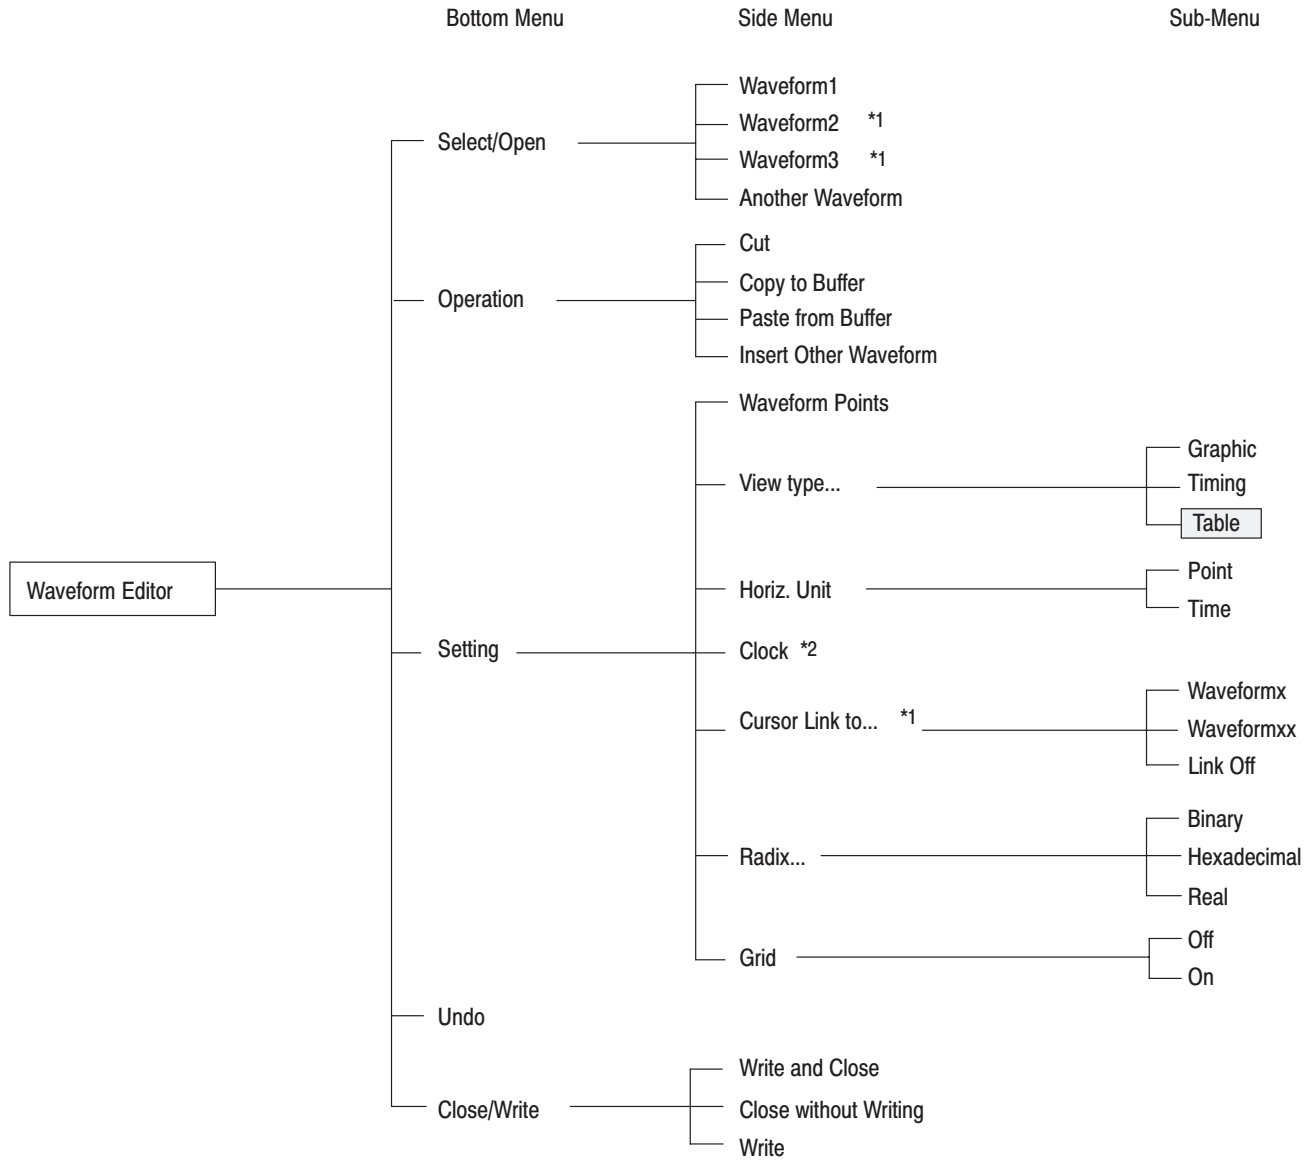 Bottom Menu Side Menu Sub-Menu
Waveform1
Waveform2 *1
Select/Open
Waveform3 *1
Another Waveform
Cut
Copy to Buffer
Operation
Paste from Buffer
Insert Other Waveform
Waveform Points
Graphic
View type... Timing
Table
Point
Waveform Editor Horiz. Unit
Time
Setting Clock *2
Waveformx
Cursor Link to... *1 Waveformxx
Link Off
Binary
Radix... Hexadecimal
Real
Off
Grid
On
Undo
Write and Close
Close/Write Close without Writing
Write